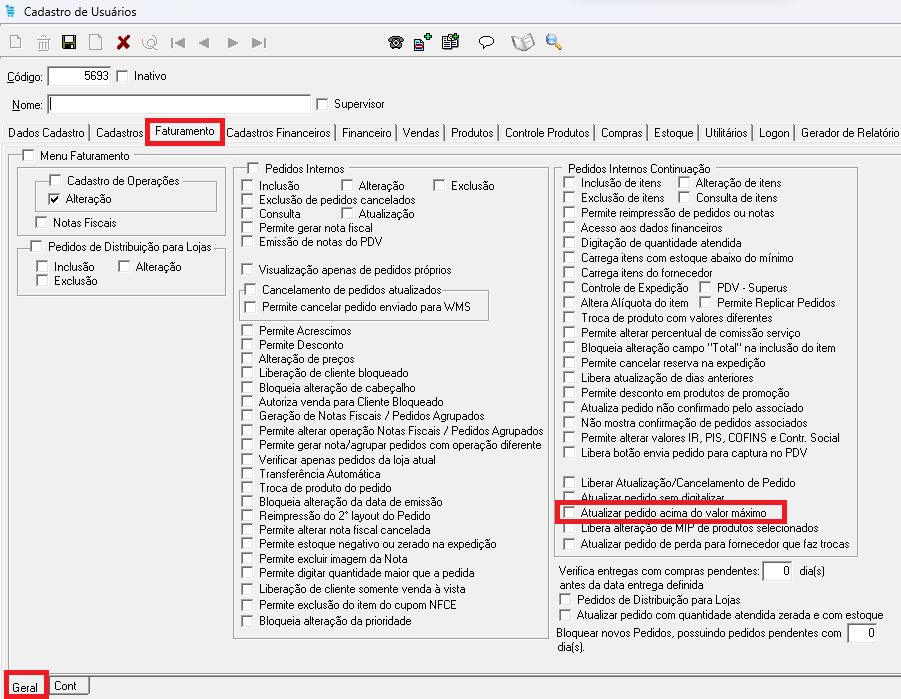 Cadastro de Usuários
Código: 5693 Inativo
Nome: Supervisor
Dados Cadastro Cadastros Faturamento Cadastros Financeiros Financeiro Vendas Produtos Controle Produtos Compras Estoque Utilitários Logon Gerador de Relatório
Menu Faturamento
Cadastro de Operações
Alteração
Notas Fiscais
Pedidos de Distribuição para Lojas
Inclusão Alteração
Exclusão
Pedidos Internos
Inclusão Alteração Exclusão
Exclusão de pedidos cancelados
Consulta Atualização
Permite gerar nota fiscal
Emissão de notas do PDV
Visualização apenas de pedidos próprios
Cancelamento de pedidos atualizados
Permite cancelar pedido enviado para WMS
Permite Acrescimos
Permite Desconto
Alteração de preços
Liberação de cliente bloqueado
Bloqueia alteração de cabeçalho
Autoriza venda para Cliente Bloqueado
Geração de Notas Fiscais / Pedidos Agrupados
Permite alterar operação Notas Fiscais / Pedidos Agrupados
Permite gerar nota/agrupar pedidos com operação diferente
Verificar apenas pedidos da loja atual
Transferência Automática
Troca de produto do pedido
Bloqueia alteração da data de emissão
Reimpressão do 2° layout do Pedido
Permite alterar nota fiscal cancelada
Permite estoque negativo ou zerado na expedição
Permite excluir imagem da Nota
Permite digitar quantidade maior que a pedida
Liberação de cliente somente venda à vista
Permite exclusão do item do cupom NFCE
Bloqueia alteração da prioridade
Pedidos Internos Continuação
Inclusão de itens Alteração de itens
Exclusão de itens Consulta de itens
Permite reimpressão de pedidos ou notas
Acesso aos dados financeiros
Digitação de quantidade atendida
Carrega itens com estoque abaixo do mínimo
Carrega itens do fornecedor
Controle de Expedição PDV - Superus
Altera Alíquota do item Permite Replicar Pedidos
Troca de produto com valores diferentes
Permite alterar percentual de comissão serviço
Bloqueia alteração campo "Total" na inclusão do item
Permite cancelar reserva na expedição
Libera atualização de dias anteriores
Permite desconto em produtos de promoção
Atualiza pedido não confirmado pelo associado
Não mostra confirmação de pedidos associados
Permite alterar valores IR, PIS, COFINS e Contr. Social
Libera botão envia pedido para captura no PDV
Liberar Atualização/Cancelamento de Pedido
Atualizar pedido sem digitalizar
Atualizar pedido acima do valor máximo
Libera alteração de MIP de produtos selecionados
Atualizar pedido de perda para fornecedor que faz trocas
Verifica entregas com compras pendentes: 0 dia(s)
antes da data entrega definida
Pedidos de Distribuição para Lojas
Atualizar pedido com quantidade atendida zerada e com estoque
Bloquear novos Pedidos, possuindo pedidos pendentes com 0
dia(s).
Geral Cont